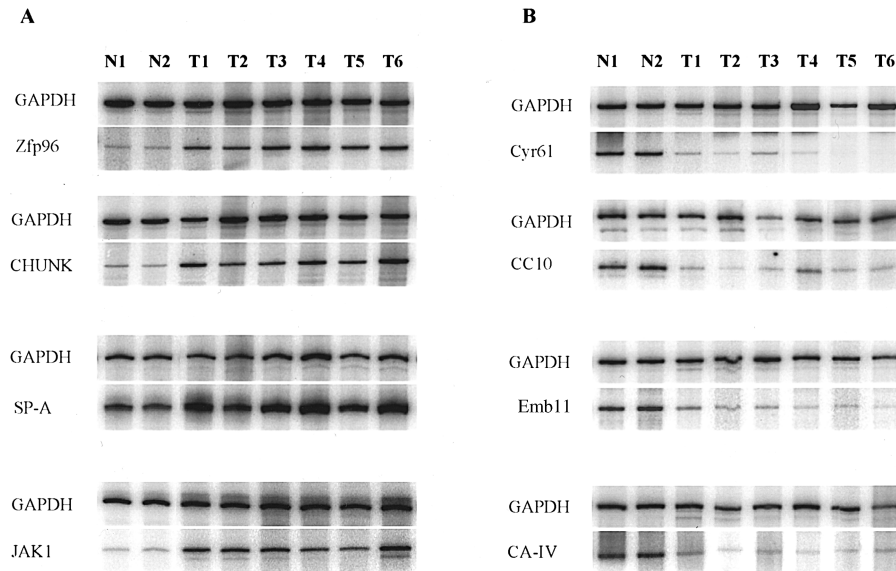 A
N1 N2 T1 T2 T3 T4 T5 T6
GAPDH
Zfp96
GAPDH
CHUNK
GAPDH
SP-A
GAPDH
JAK1
B
N1 N2 T1 T2 T3 T4 T5 T6
GAPDH
Cyr61
GAPDH
CC10
GAPDH
Emb11
GAPDH
CA-IV